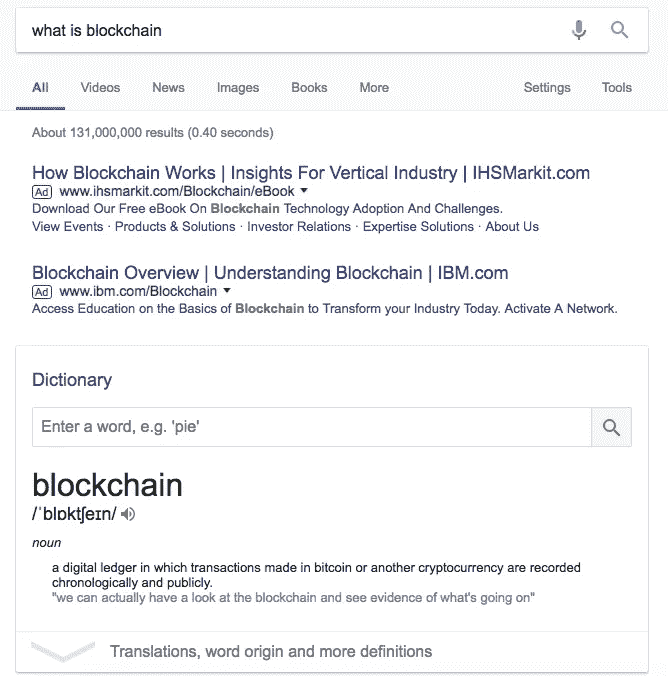 what is blockchain
All Videos News Images Books More Settings Tools
About 131,000,000 results (0.40 seconds)
How Blockchain Works | Insights For Vertical Industry | IHSMarkit.com
Ad www.ihsmarkit.com/Blockchain/eBook
Download Our Free eBook On Blockchain Technology Adoption And Challenges.
View Events · Products & Solutions · Investor Relations · Expertise Solutions · About Us
Blockchain Overview | Understanding Blockchain | IBM.com
Ad www.ibm.com/Blockchain
Access Education on the Basics of Blockchain to Transform your Industry Today. Activate A Network.
Dictionary
Enter a word, e.g. 'pie'
blockchain
/ˈblɒktʃeɪn/
noun
a digital ledger in which transactions made in bitcoin or another cryptocurrency are recorded
chronologically and publicly.
"we can actually have a look at the blockchain and see evidence of what's going on"
Translations, word origin and more definitions